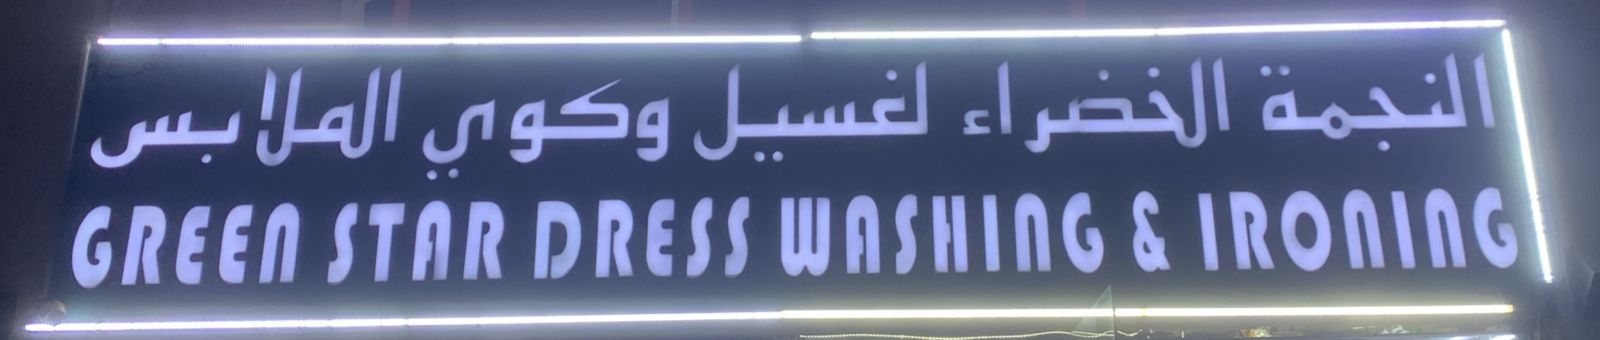 النجمة الخضراء لغسيل وكوي الملابس
GREEN STAR DRESS WASHING & IRONING